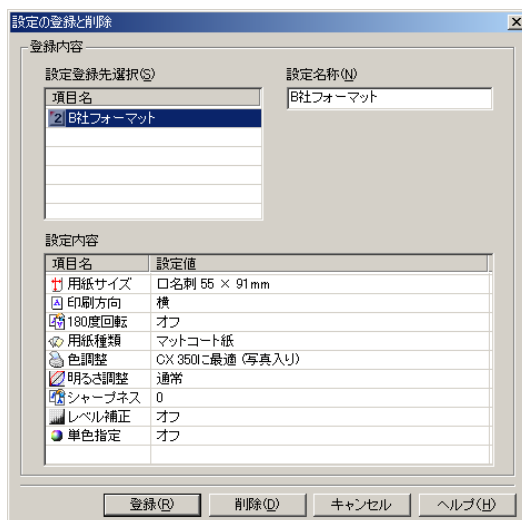 設定の登録と削除
登録内容
設定登録先選択(S)
設定名称(N)
項目名
B社フォーマット
2 B社フォーマット
設定内容
項目名 設定値
用紙サイズ 口名刺 55 × 91mm
A 印刷方向 横
180度回転 オフ
用紙種類 マットコート紙
色調整 CX 350に最適 (写真入り)
明るさ調整 通常
シャープネス 0
レベル補正 オフ
単色指定 オフ
登録(R) 削除(D) キャンセル ヘルプ(H)